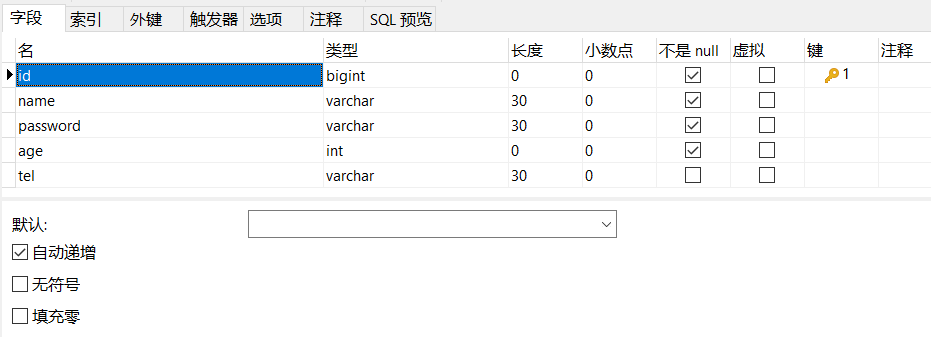 字段 索引 外键 触发器 选项 注释 SQL 预览
名 类型 长度 小数点 不是 null 虚拟 键 注释
id bigint 0 0 1
name varchar 30 0
password varchar 30 0
age int 0 0
tel varchar 30 0
默认:
自动递增
无符号
填充零